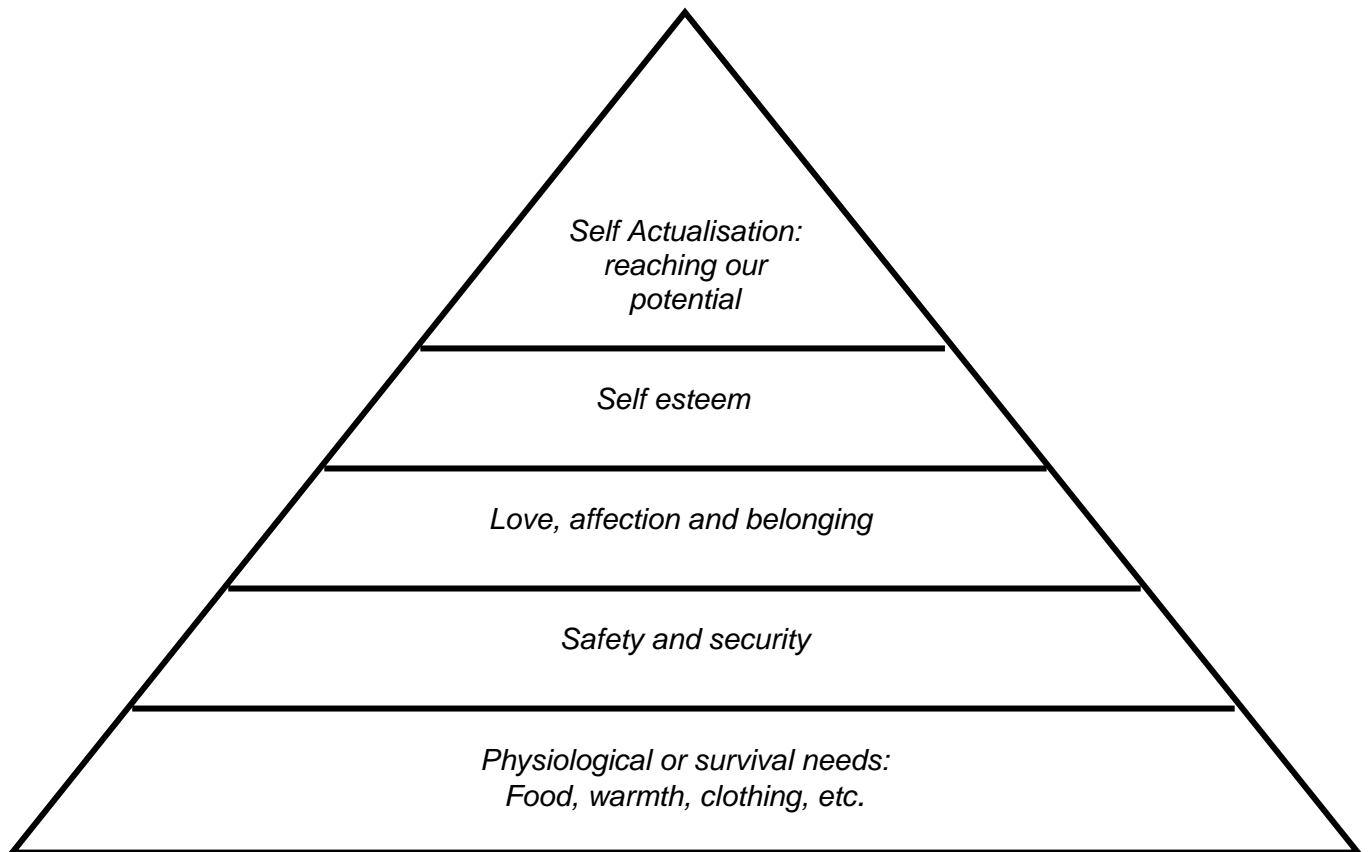 Self Actualisation:
reaching our
potential
Self esteem
Love, affection and belonging
Safety and security
Physiological or survival needs:
Food, warmth, clothing, etc.